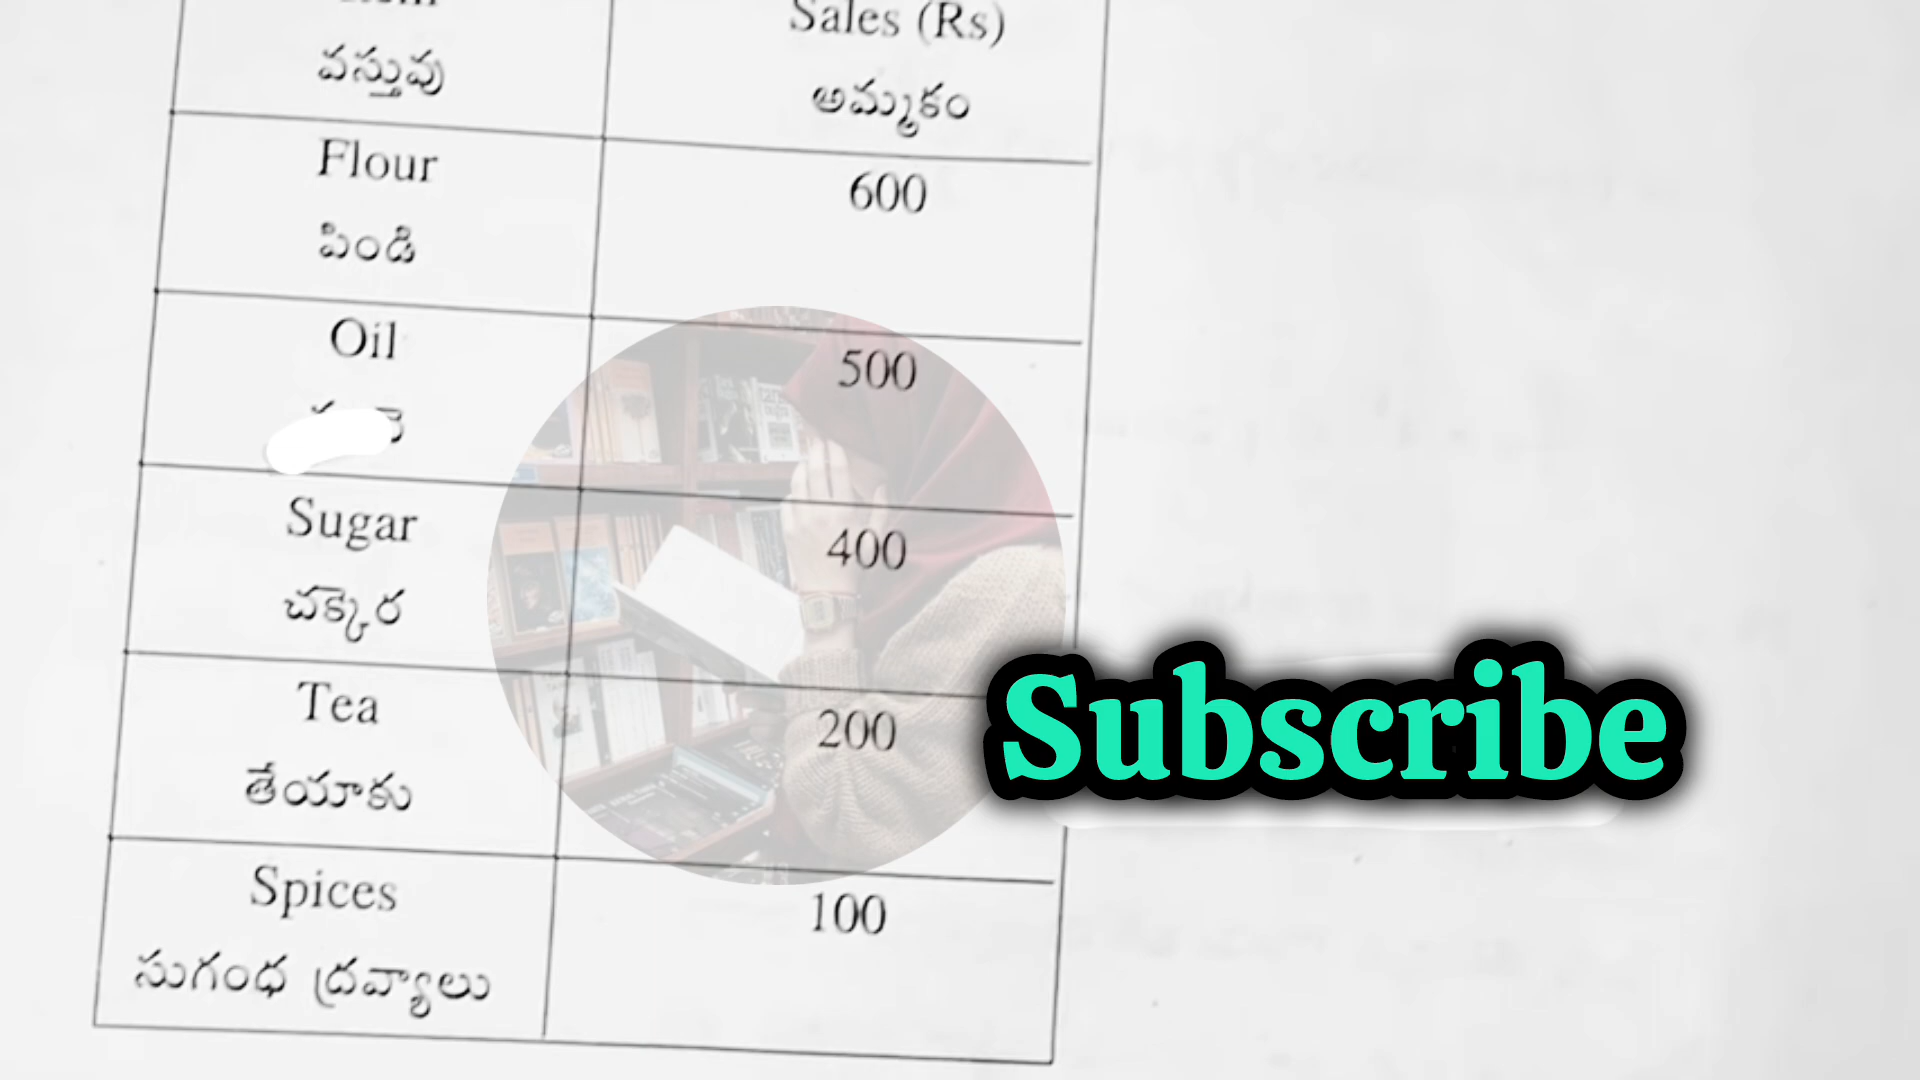 Sales (Rs)
వస్తువు
అమ్మకం
Flour
600
పిండి
Oil
500
Sugar
400
చక్కెర
Tea
200
తేయాకు
Subscribe
Spices
100
సుగంధ ద్రవ్యాలు